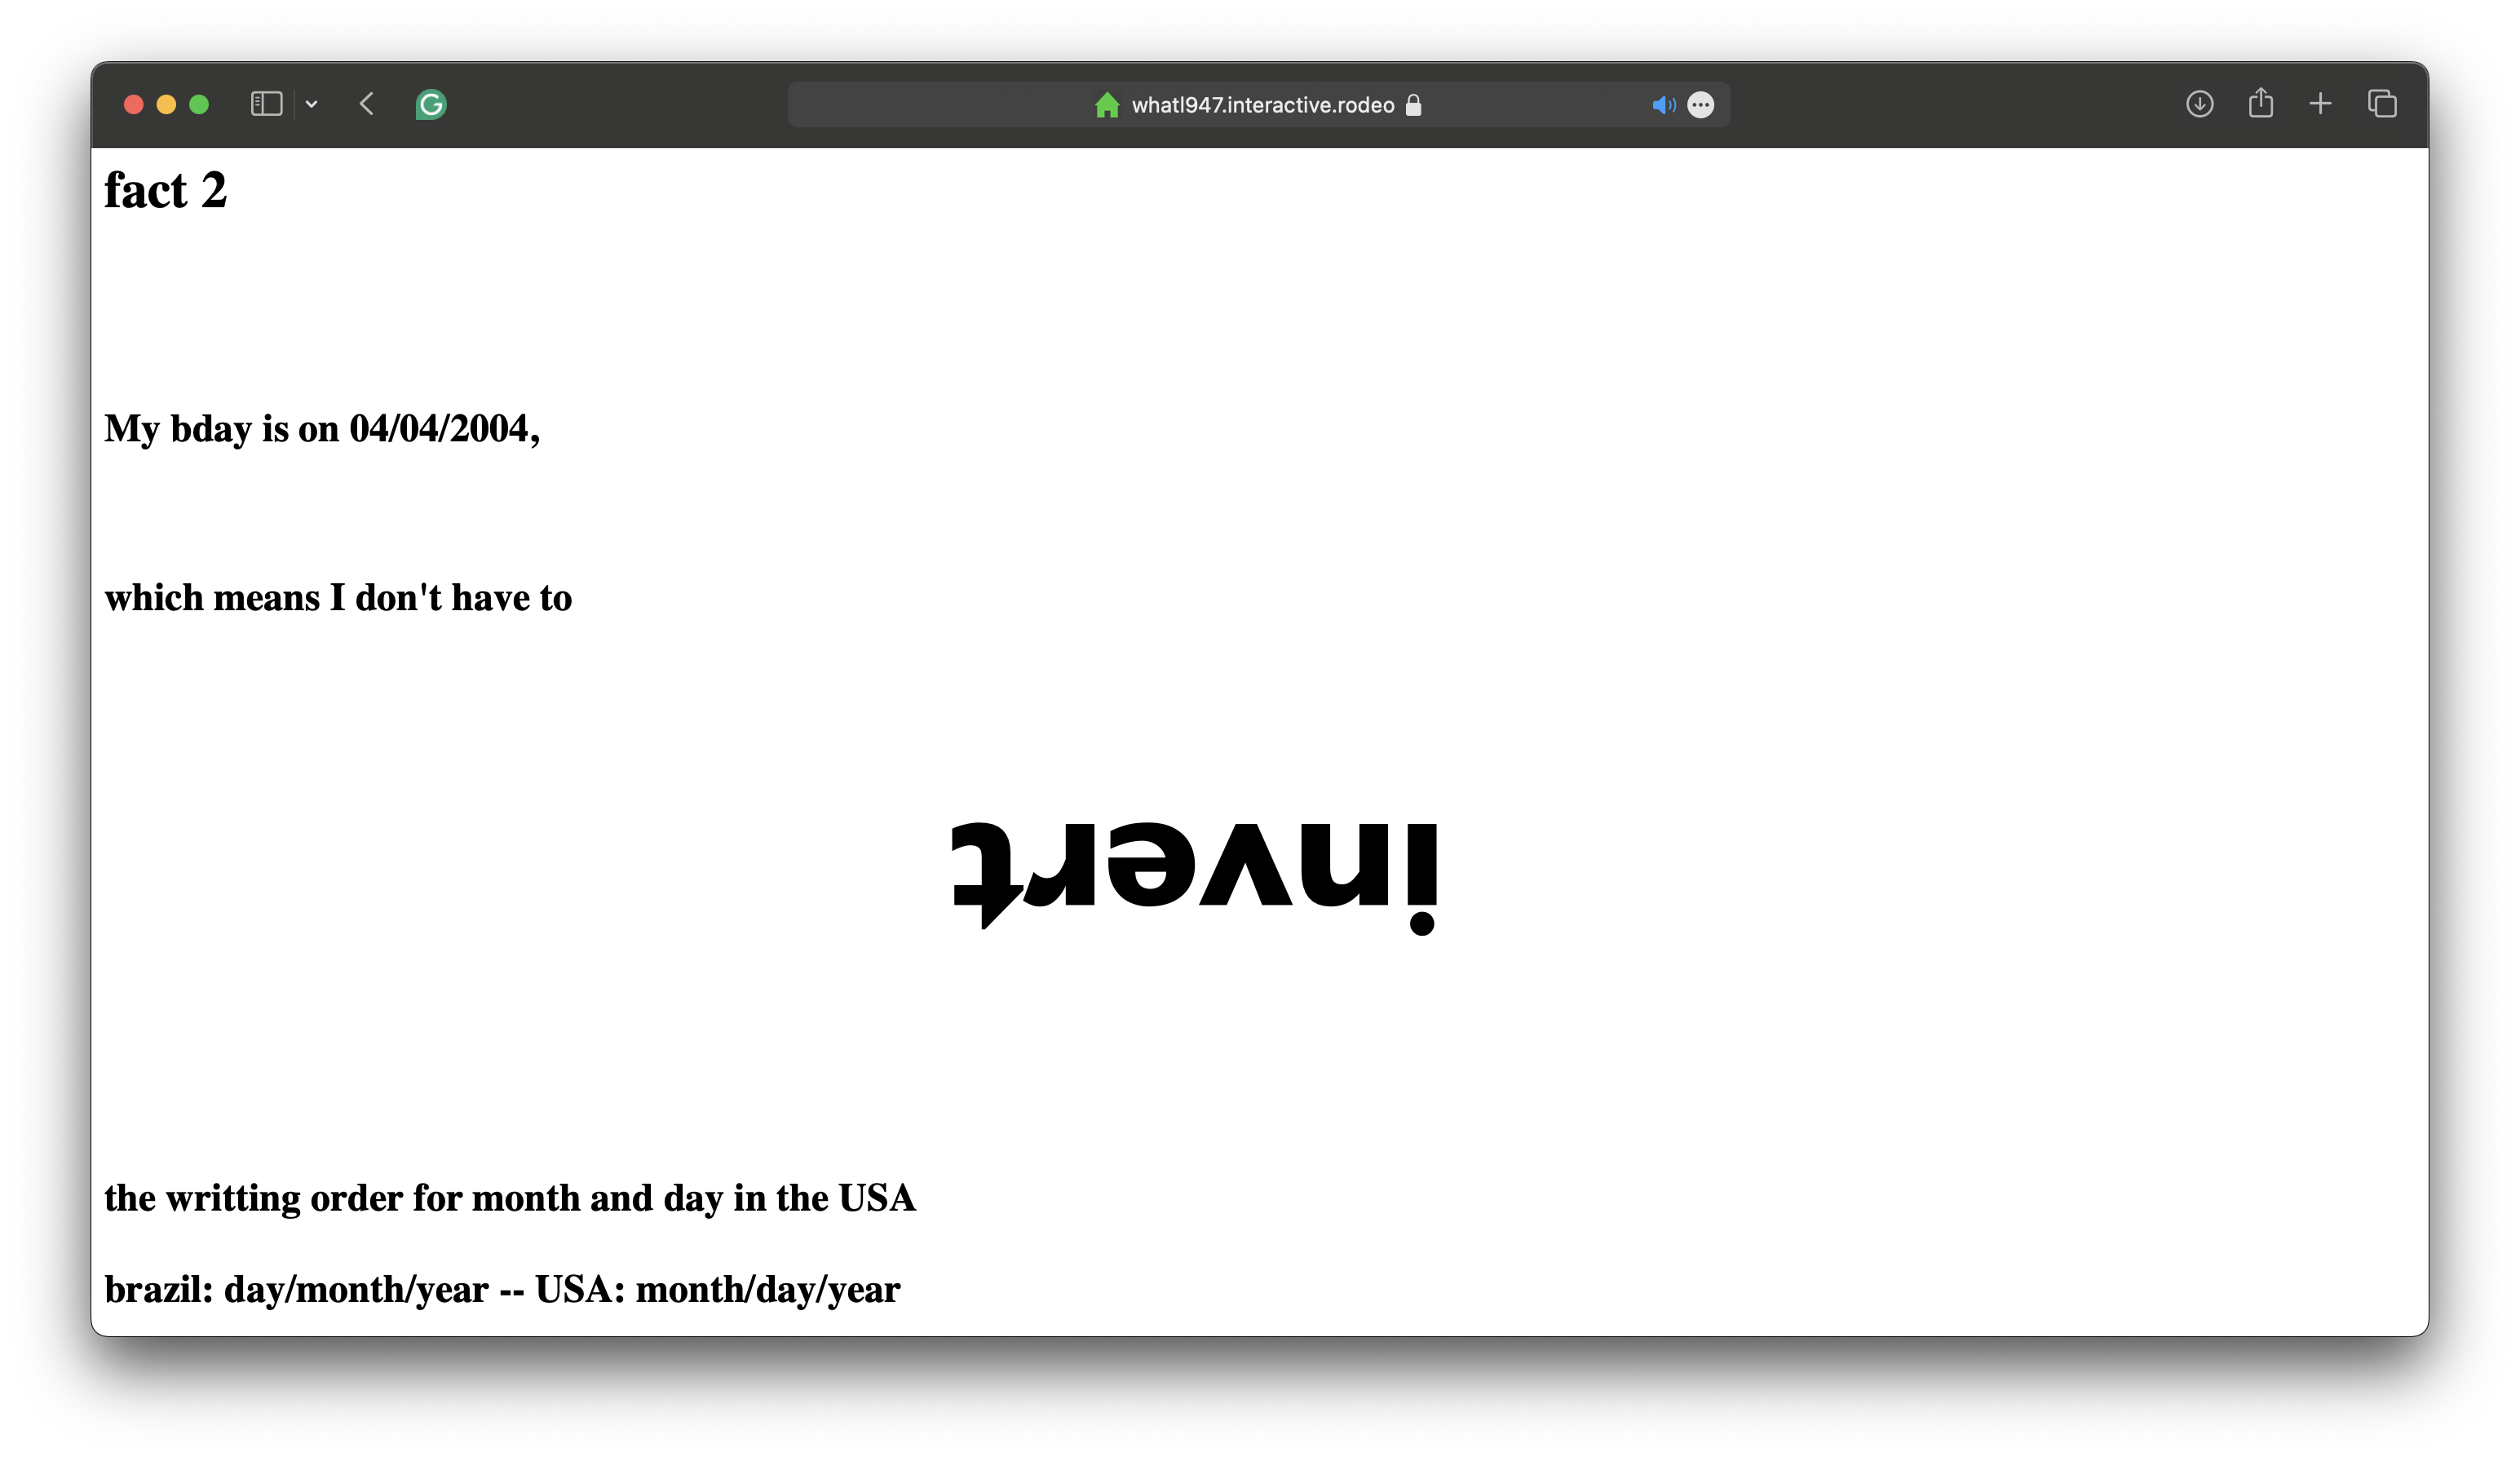 whatl947.interactive.rodeo
fact 2
My bday is on 04/04/2004,
which means I don't have to
invert
the writting order for month and day in the USA
brazil: day/month/year -- USA: month/day/year